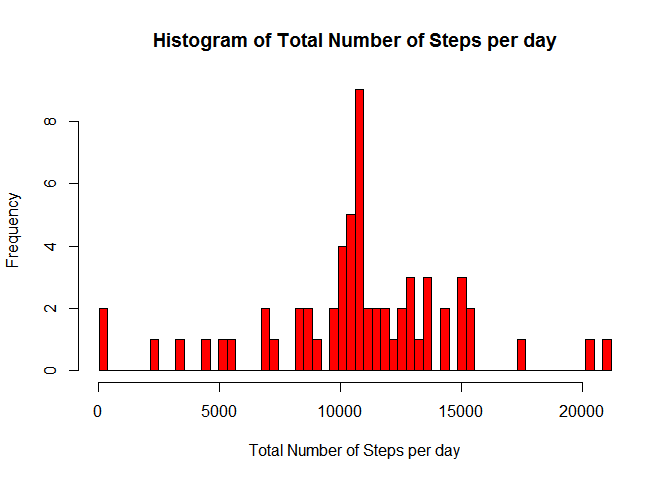 Histogram of Total Number of Steps per day
Frequency
8
6
4
2
0
0 5000 10000 15000 20000
Total Number of Steps per day